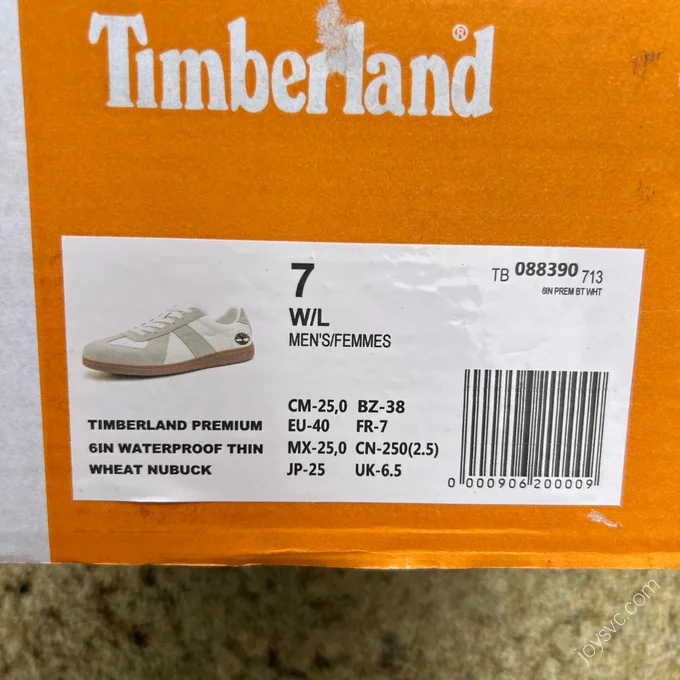 Timberland®
7
W/L
MEN'S/FEMMES
TB 088390 713
6IN PREM BT WHT
TIMBERLAND PREMIUM
6IN WATERPROOF THIN
WHEAT NUBUCK
CM-25,0 BZ-38
EU-40 FR-7
MX-25,0 CN-250(2.5)
JP-25 UK-6.5
0 000906 200009
joysvc.com